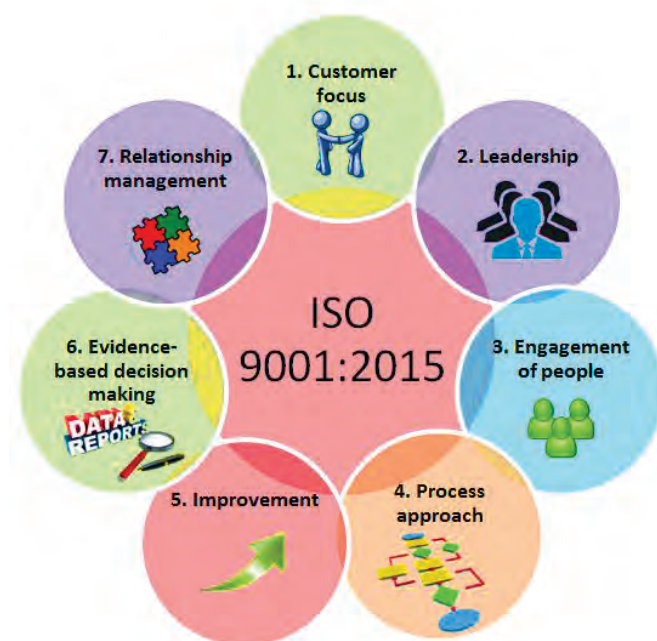 1. Customer
focus
2. Leadership
3. Engagement
of people
4. Process
approach
5. Improvement
6. Evidence-
based decision
making
DATA &
REPORTS
7. Relationship
management
ISO
9001:2015